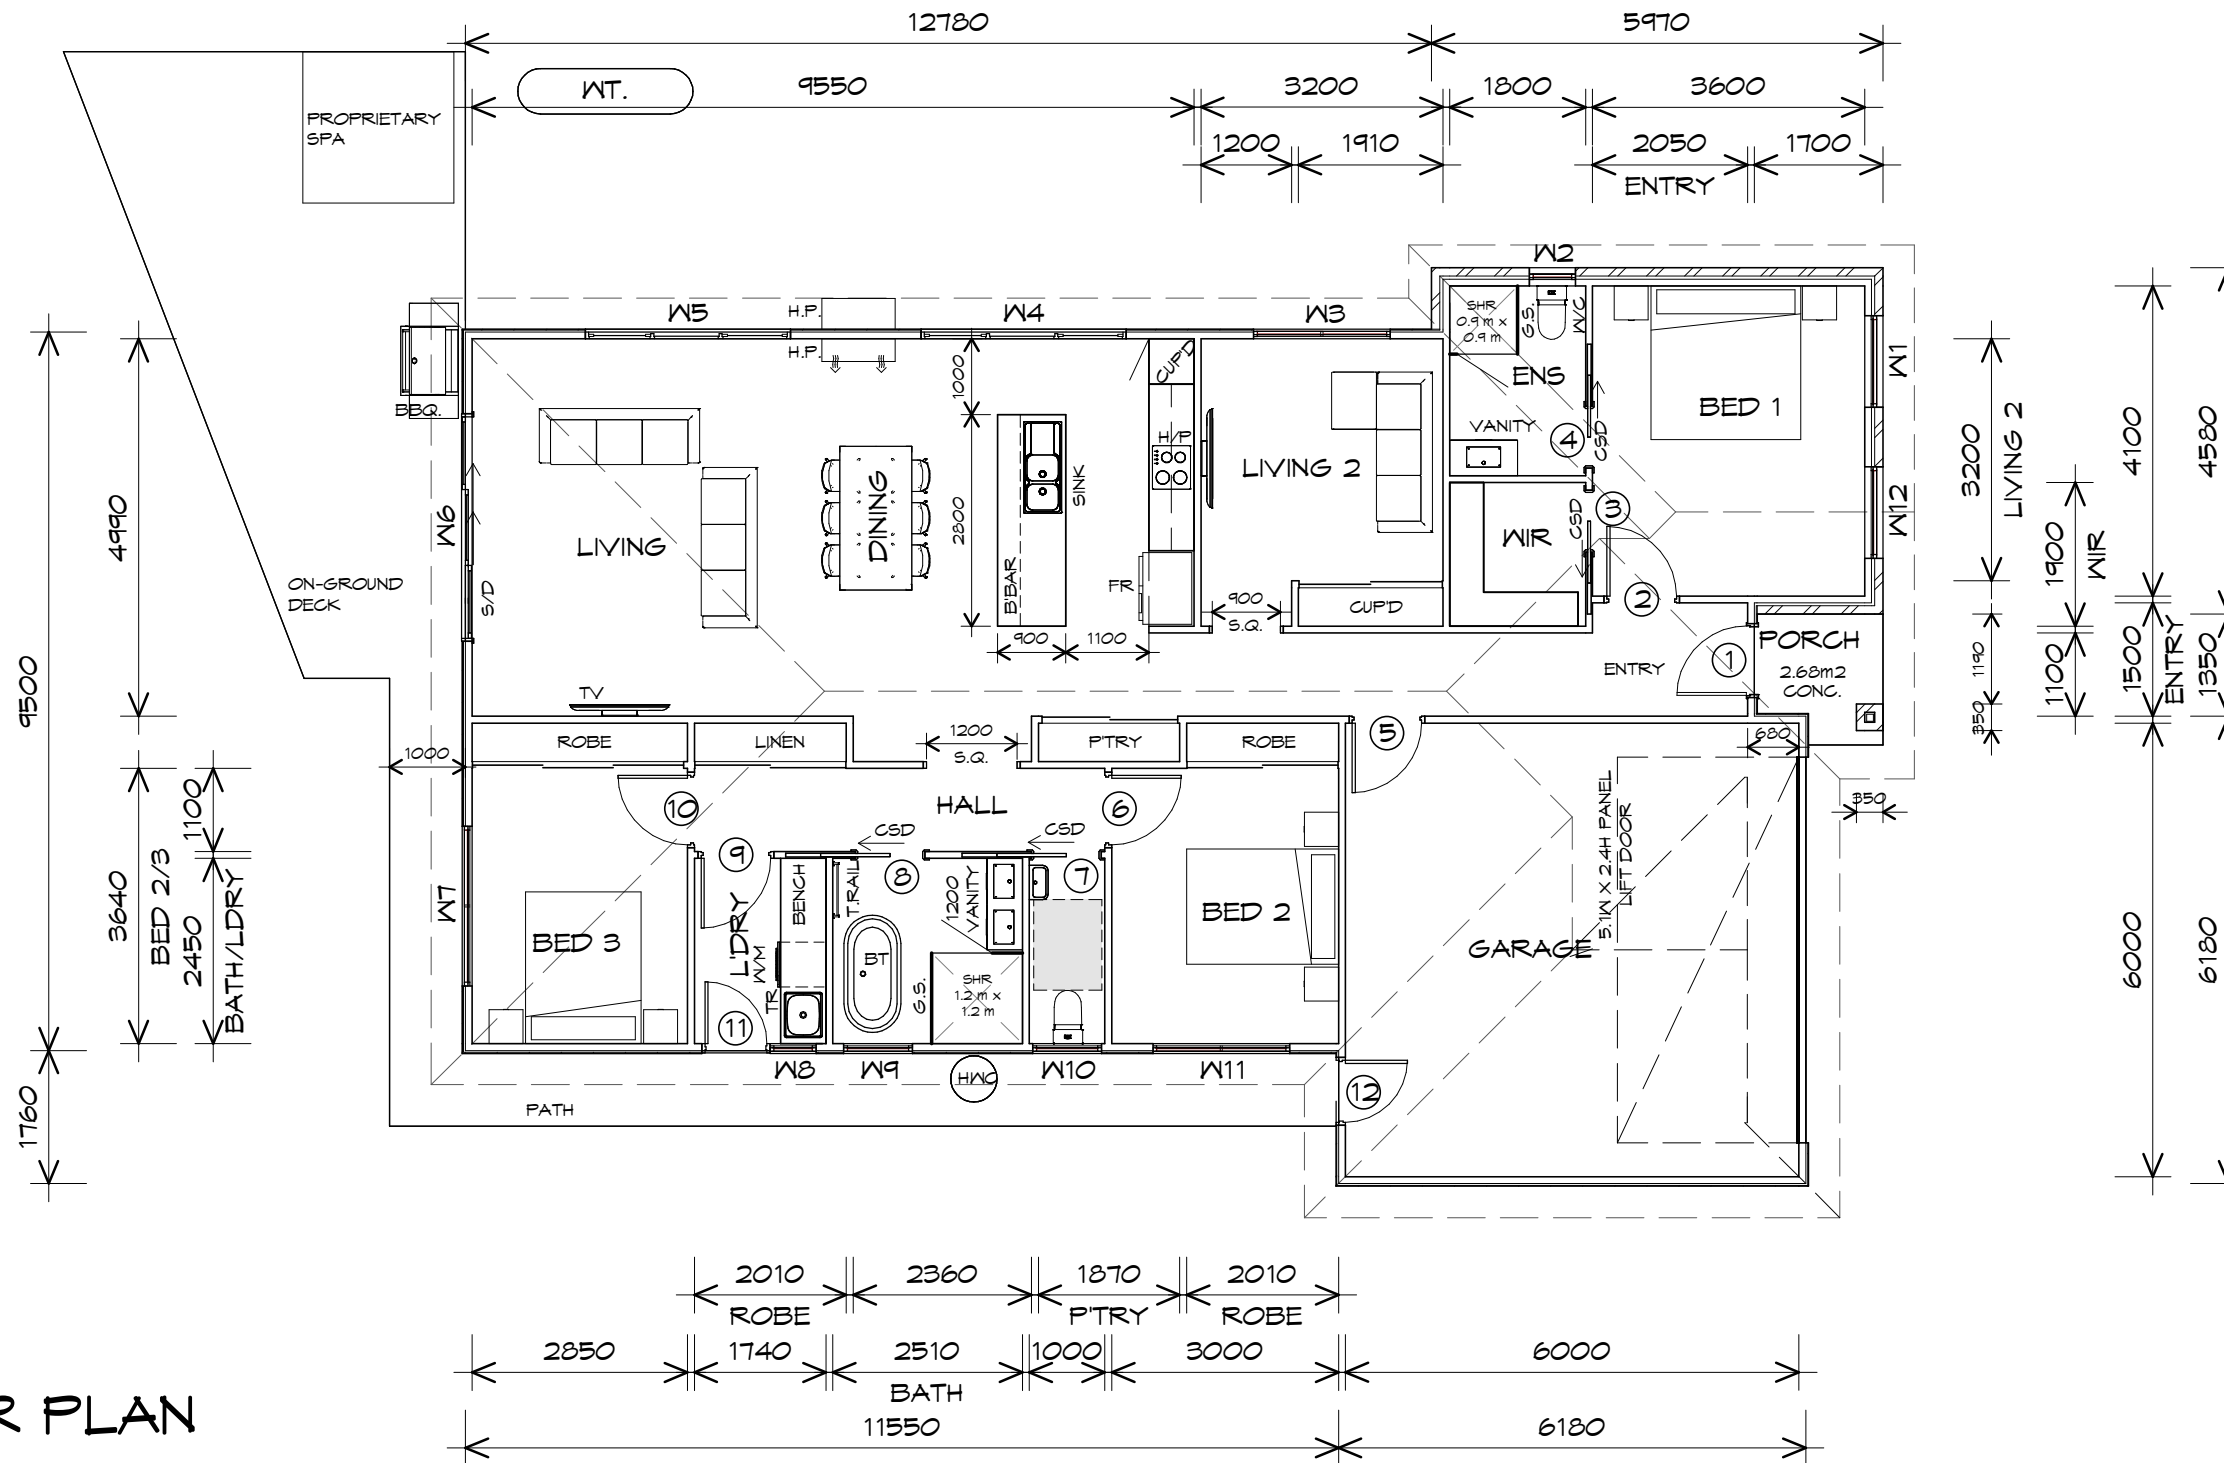 12780
5970
WT.
9550
3200
1800
3600
PROPRIETARY
SPA
1200
1910
2050
1700
ENTRY
W2
W5
H.P.
W4
W3
SHR
0.9 m x
0.9 m
G.S.
W/C
H.P.
CUP'D
W1
BBQ.
1000
ENS
BED 1
CSD
VANITY
4
H/P
LIVING 2
SINK
DINING
LIVING
W6
S/D
2800
B'BAR
FR
3
CSD
WIR
W12
3200
LIVING 2
1900
WIR
4100
4580
4990
9500
ON-GROUND
DECK
900
S.Q.
CUP'D
2
900
1100
ENTRY
1
PORCH
2.68m2
CONC.
1190
350
1100
1500
ENTRY
1350
TV
ROBE
LINEN
1200
S.Q.
P'TRY
ROBE
5
680
1000
1100
10
HALL
6
350
CSD
CSD
9
8
7
3640
BED 2/3
2450
BATH/LDRY
W7
BED 3
L'DRY
BENCH
W/M
TR
T.RAIL
BT
1200
VANITY
G.S.
SHR
1.2 m x
1.2 m
BED 2
GARAGE
5.1W X 2.4H PANEL
LIFT DOOR
6000
6180
11
W8
W9
HWC
W10
W11
12
1760
PATH
2010
2360
1870
2010
ROBE
P'TRY
ROBE
2850
1740
2510
1000
3000
6000
BATH
R PLAN
11550
6180